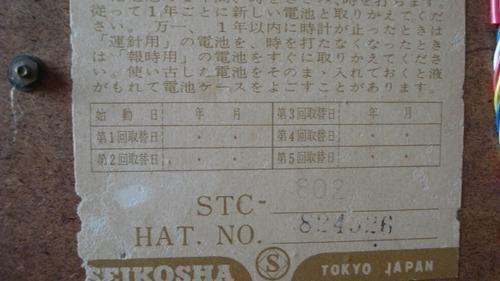 従って１年ごとに新しい電池と取りかえてくだ
さい。万一、１年以内に時計が止ったときは
「運針用」の電池を、時を打たなくなったとき
は「報時用」の電池をすぐに取りかえてくださ
い。使い古した電池をそのまゝ入れておくと液
がもれて電池ケースをよごすことがあります。
始動日 年 月 第3回取替日 年 月
第1回取替日 ・ ・ 第4回取替日 ・ ・
第2回取替日 ・ ・ 第5回取替日 ・ ・
STC- 602
HAT. NO. 824526
SEIKOSHA S TOKYO JAPAN